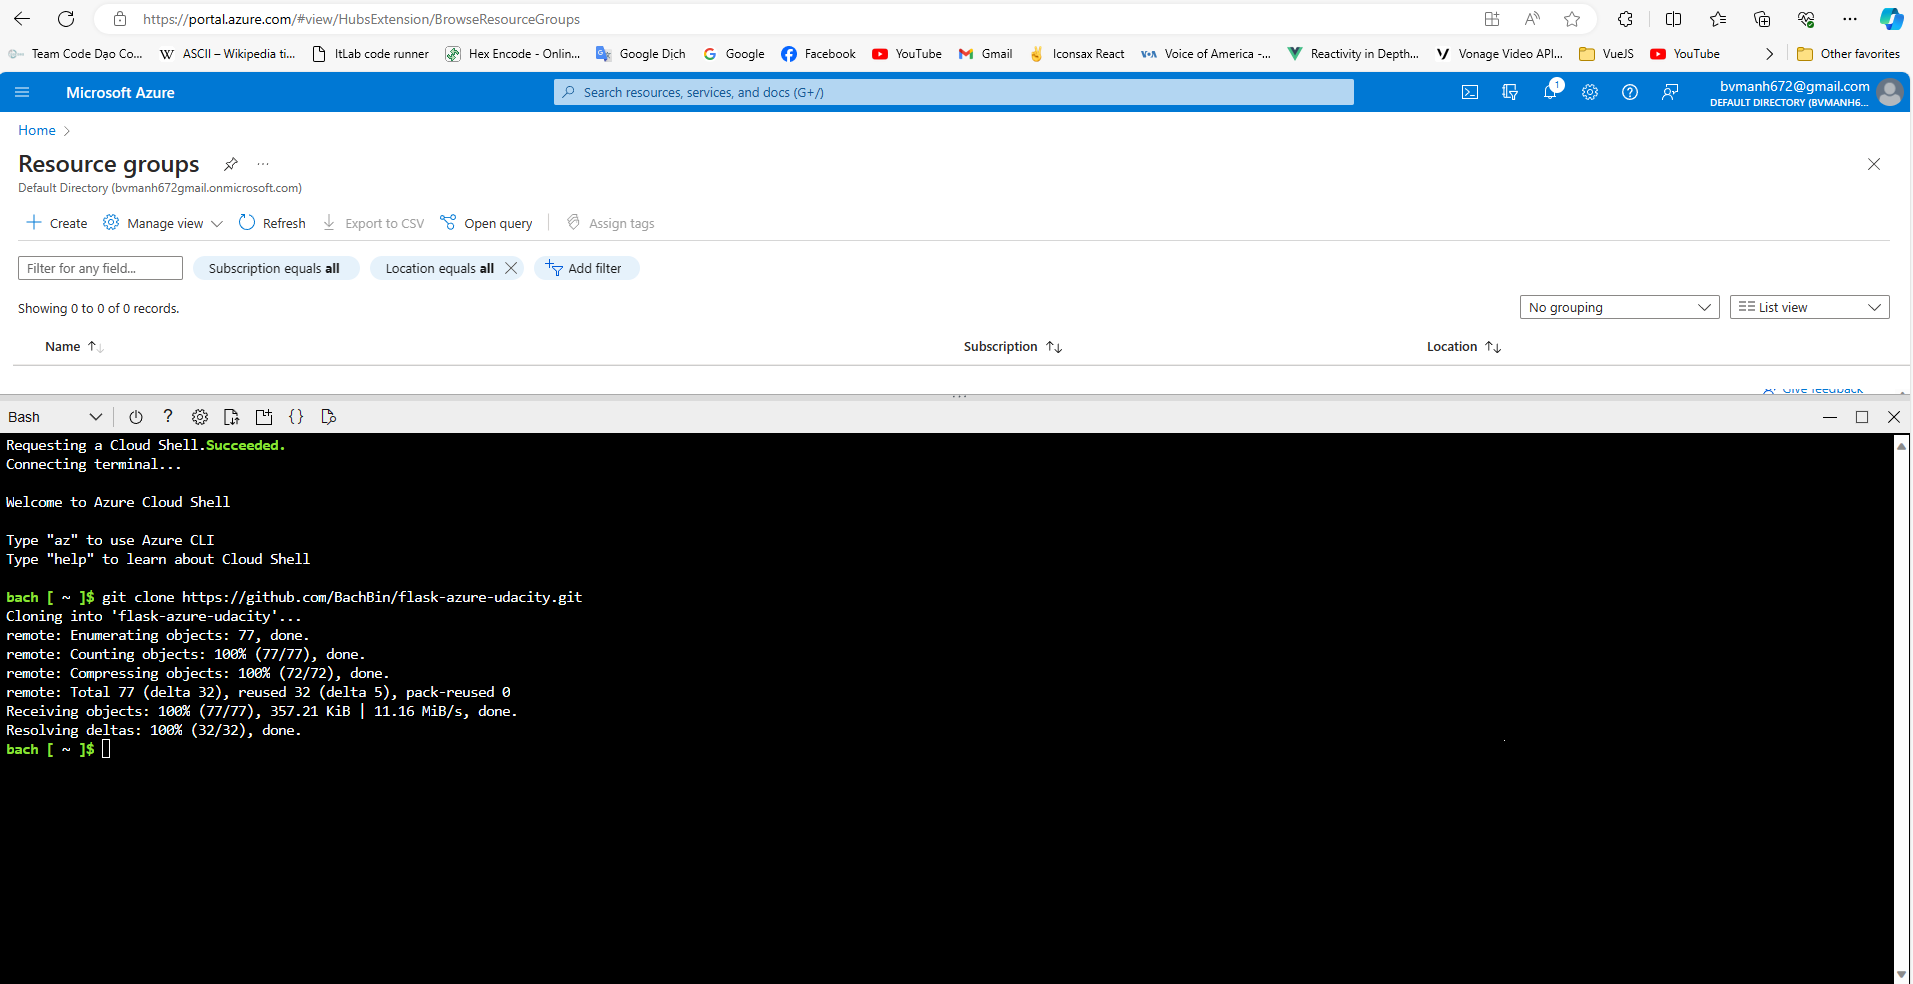 https://portal.azure.com/#view/HubsExtension/BrowseResourceGroups
Team Code Dạo Co... ASCII – Wikipedia ti... ItLab code runner Hex Encode - Onlin... Google Dịch Google Facebook YouTube Gmail Iconsax React Voice of America -... Reactivity in Depth... Vonage Video API... VueJS YouTube Other favorites
Microsoft Azure Search resources, services, and docs (G+/) 1 bvmanh672@gmail.com
DEFAULT DIRECTORY (BVMANH6...
Home
Resource groups
Default Directory (bvmanh672gmail.onmicrosoft.com)
Create Manage view Refresh Export to CSV Open query Assign tags
Filter for any field... Subscription equals all Location equals all Add filter
Showing 0 to 0 of 0 records. No grouping List view
Name Subscription Location
Give feedback
Bash
Requesting a Cloud Shell.Succeeded.
Connecting terminal...
Welcome to Azure Cloud Shell
Type "az" to use Azure CLI
Type "help" to learn about Cloud Shell
bach [ ~ ]$ git clone https://github.com/BachBin/flask-azure-udacity.git
Cloning into 'flask-azure-udacity'...
remote: Enumerating objects: 77, done.
remote: Counting objects: 100% (77/77), done.
remote: Compressing objects: 100% (72/72), done.
remote: Total 77 (delta 32), reused 32 (delta 5), pack-reused 0
Receiving objects: 100% (77/77), 357.21 KiB | 11.16 MiB/s, done.
Resolving deltas: 100% (32/32), done.
bach [ ~ ]$